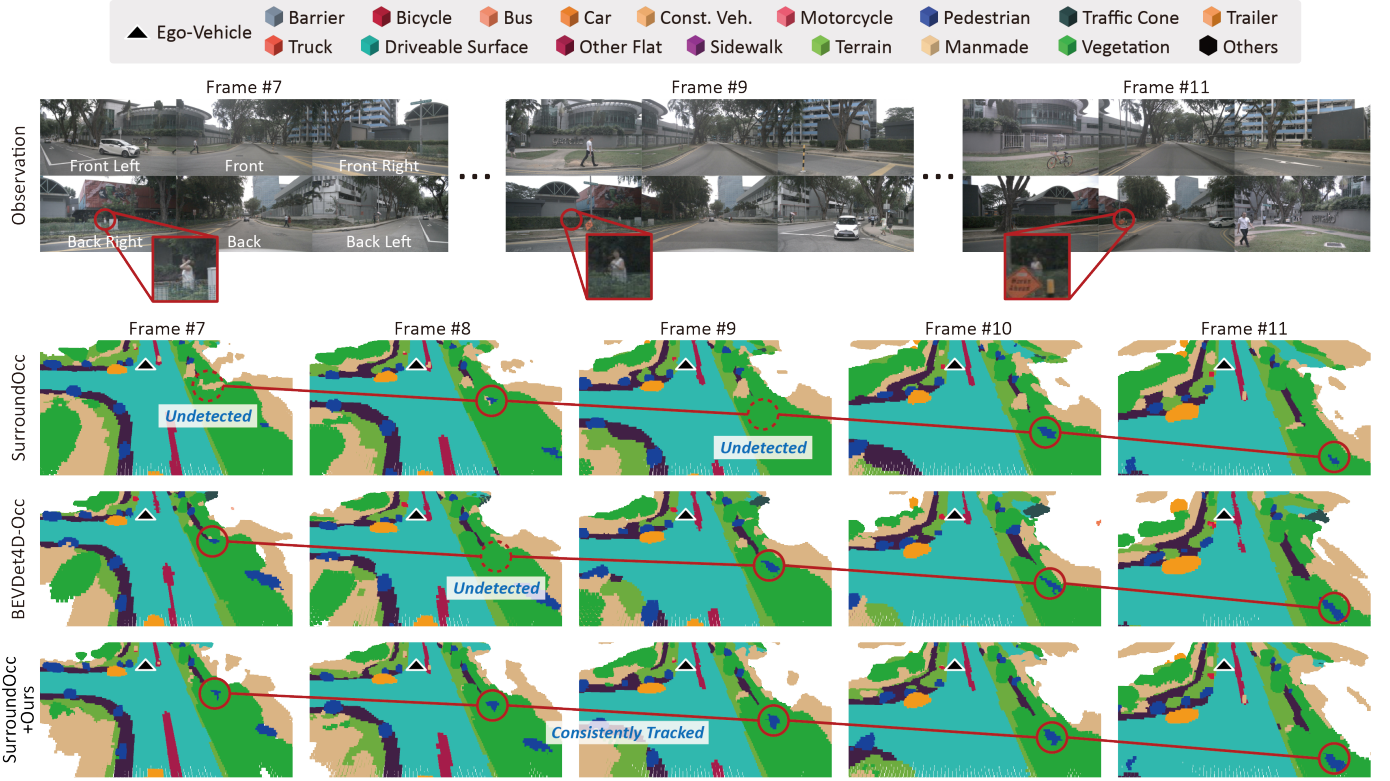 Ego-Vehicle
Barrier Bicycle Bus Car Const. Veh. Motorcycle Pedestrian Traffic Cone Trailer
Truck Driveable Surface Other Flat Sidewalk Terrain Manmade Vegetation Others
Frame #7 Frame #9 Frame #11
Observation
Front Left Front Front Right
... ...
Back Right Back Back Left
Frame #7 Frame #8 Frame #9 Frame #10 Frame #11
SurroundOcc
Undetected
Undetected
BEVDet4D-Occ
Undetected
SurroundOcc
+Ours
Consistently Tracked